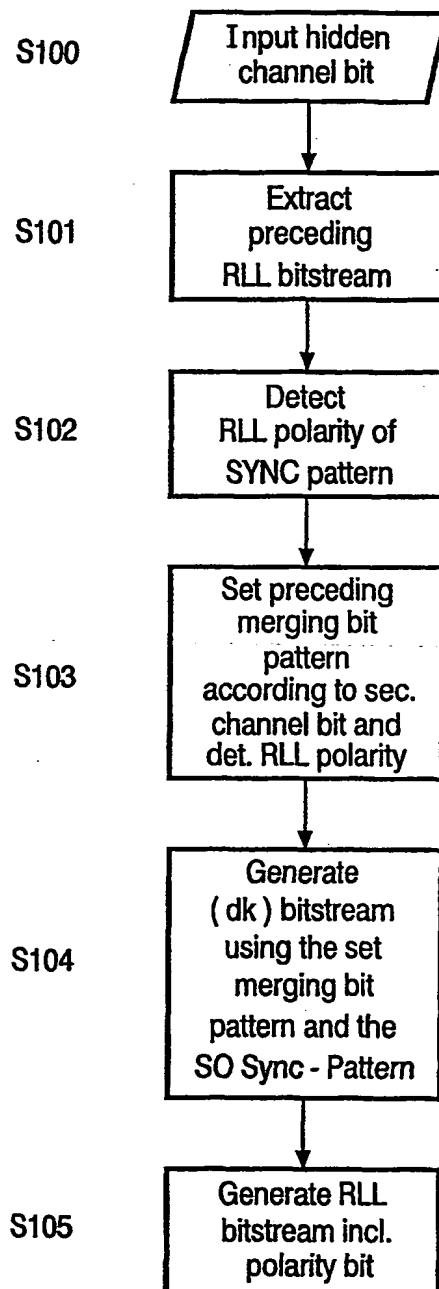 S100
Input hidden
channel bit
S101
Extract
preceding
RLL bitstream
S102
Detect
RLL polarity of
SYNC pattern
S103
Set preceding
merging bit
pattern
according to sec.
channel bit and
det. RLL polarity
S104
Generate
( dk ) bitstream
using the set
merging bit
pattern and the
SO Sync - Pattern
S105
Generate RLL
bitstream incl.
polarity bit